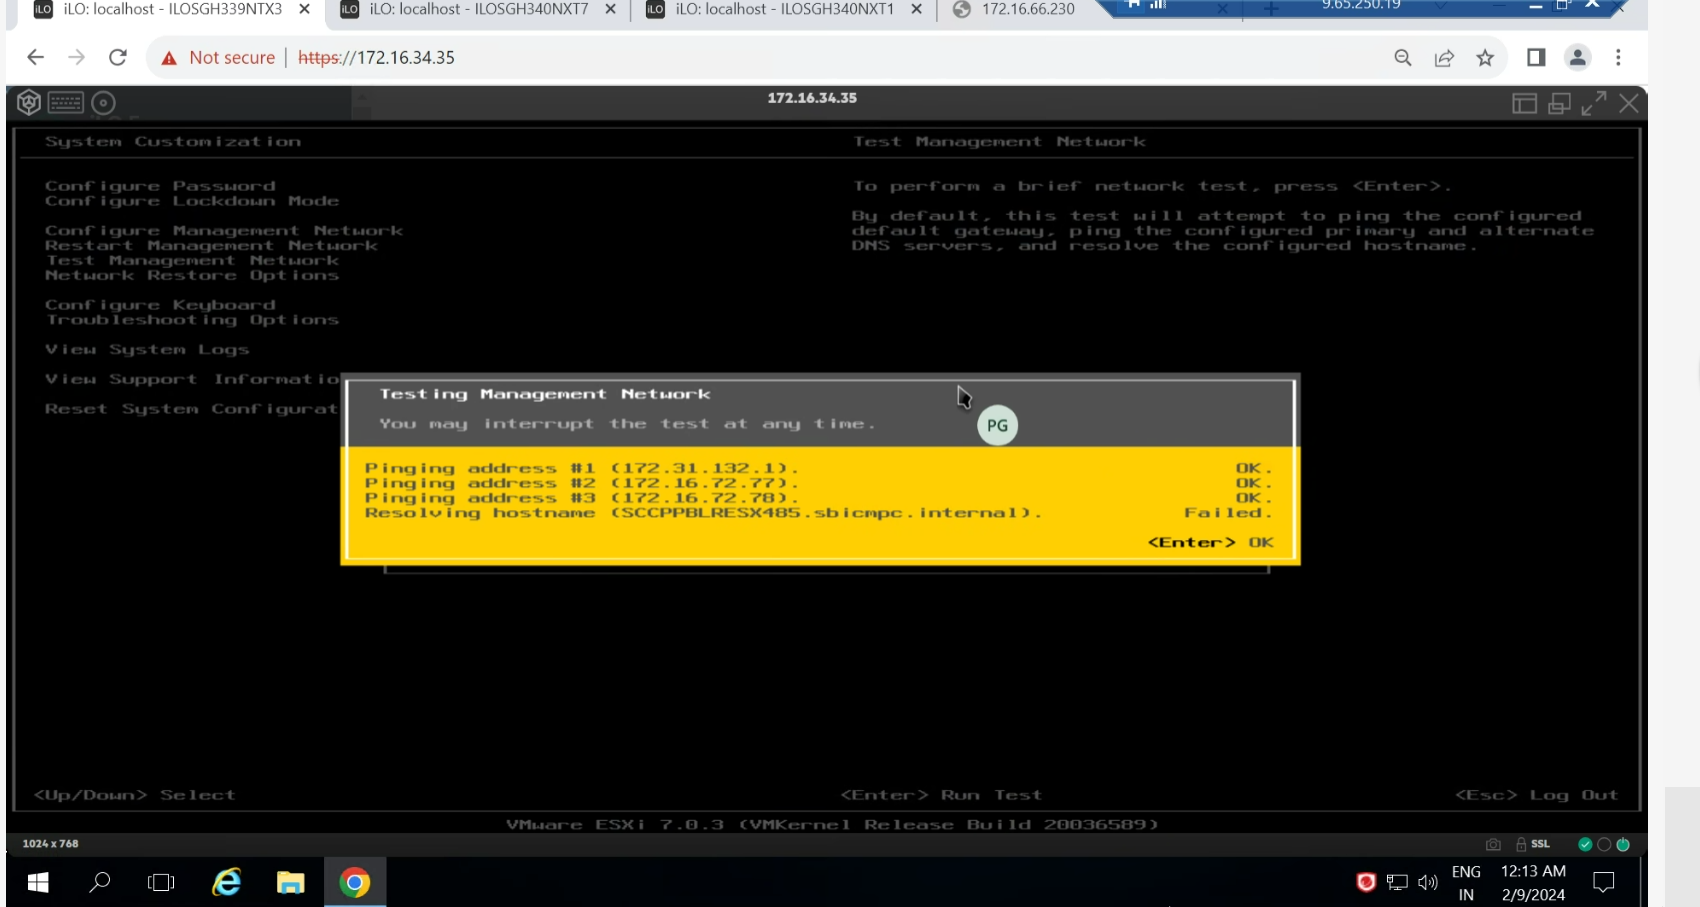 iLO: localhost - ILOSGH339NTX3
iLO: localhost - ILOSGH340NXT7
iLO: localhost - ILOSGH340NXT1
172.16.66.230
9.65.250.19
Not secure | https://172.16.34.35
172.16.34.35
System Customization
Test Management Network
Configure Password
Configure Lockdown Mode
Configure Management Network
Restart Management Network
Test Management Network
Network Restore Options
Configure Keyboard
Troubleshooting Options
View System Logs
View Support Informatio
Reset System Configurat
To perform a brief network test, press <Enter>.
By default, this test will attempt to ping the configured
default gateway, ping the configured primary and alternate
DNS servers, and resolve the configured hostname.
Testing Management Network
You may interrupt the test at any time.
PG
Pinging address #1 (172.31.132.1). OK.
Pinging address #2 (172.16.72.77). OK.
Pinging address #3 (172.16.72.78). OK.
Resolving hostname (SCCPPBLRESX485.sbicmpc.internal). Failed.
<Enter> OK
<Up/Down> Select
<Enter> Run Test
<Esc> Log Out
VMware ESXi 7.0.3 (VMKernel Release Build 20036589)
1024 x 768
SSL
ENG
IN
12:13 AM
2/9/2024